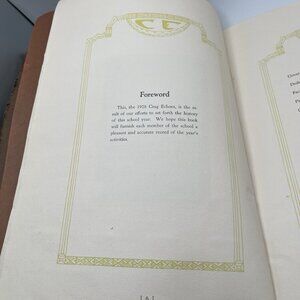 CE
Foreword
This, the 1928 Crag Echoes, is the re-
sult of our efforts to set forth the history
of this school year. We hope this book
will furnish each member of the school a
pleasant and accurate record of the year's
activities.